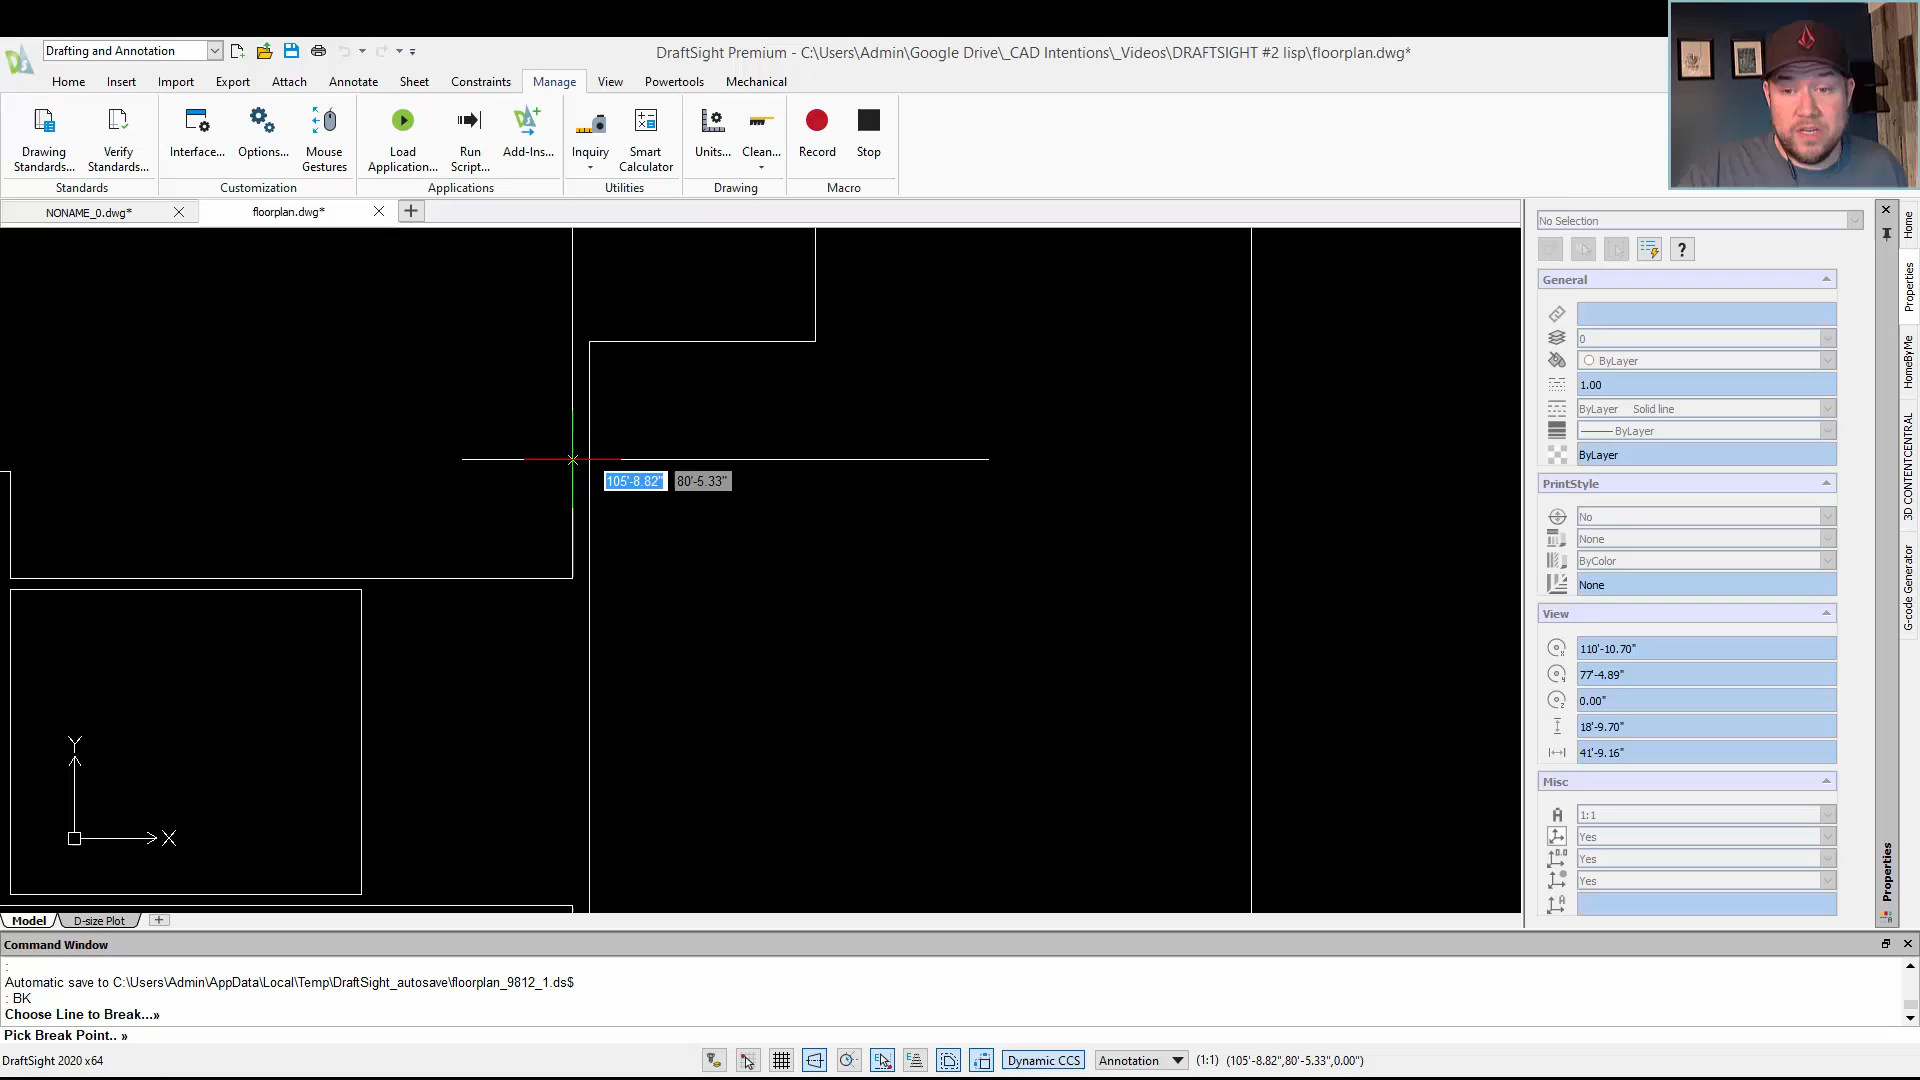 Drafting and Annotation
DraftSight Premium - C:\Users\Admin\Google Drive\_CAD Intentions\_Videos\DRAFTSIGHT #2 lisp\floorplan.dwg*
Home Insert Import Export Attach Annotate Sheet Constraints Manage View Powertools Mechanical
Drawing Standards...
Verify Standards...
Interface...
Options...
Mouse Gestures
Load Application...
Run Script...
Add-Ins...
Inquiry
Smart Calculator
Units...
Clean...
Record
Stop
Standards Customization Applications Utilities Drawing Macro
NONAME_0.dwg* floorplan.dwg*
105'-8.82" 80'-5.33"
Y
X
No Selection
?
General
0
ByLayer
1.00
ByLayer Solid line
ByLayer
ByLayer
PrintStyle
No
None
ByColor
None
View
110'-10.70"
77'-4.89"
0.00"
18'-9.70"
41'-9.16"
Misc
1:1
Yes
Yes
Yes
Properties
Home
Properties
HomeByMe
3D CONTENTCENTRAL
G-code Generator
Model D-size Plot
Command Window
:
Automatic save to C:\Users\Admin\AppData\Local\Temp\DraftSight_autosave\floorplan_9812_1.ds$
: BK
Choose Line to Break...»
Pick Break Point.. »
DraftSight 2020 x64
Dynamic CCS
Annotation
(1:1) (105'-8.82",80'-5.33",0.00")